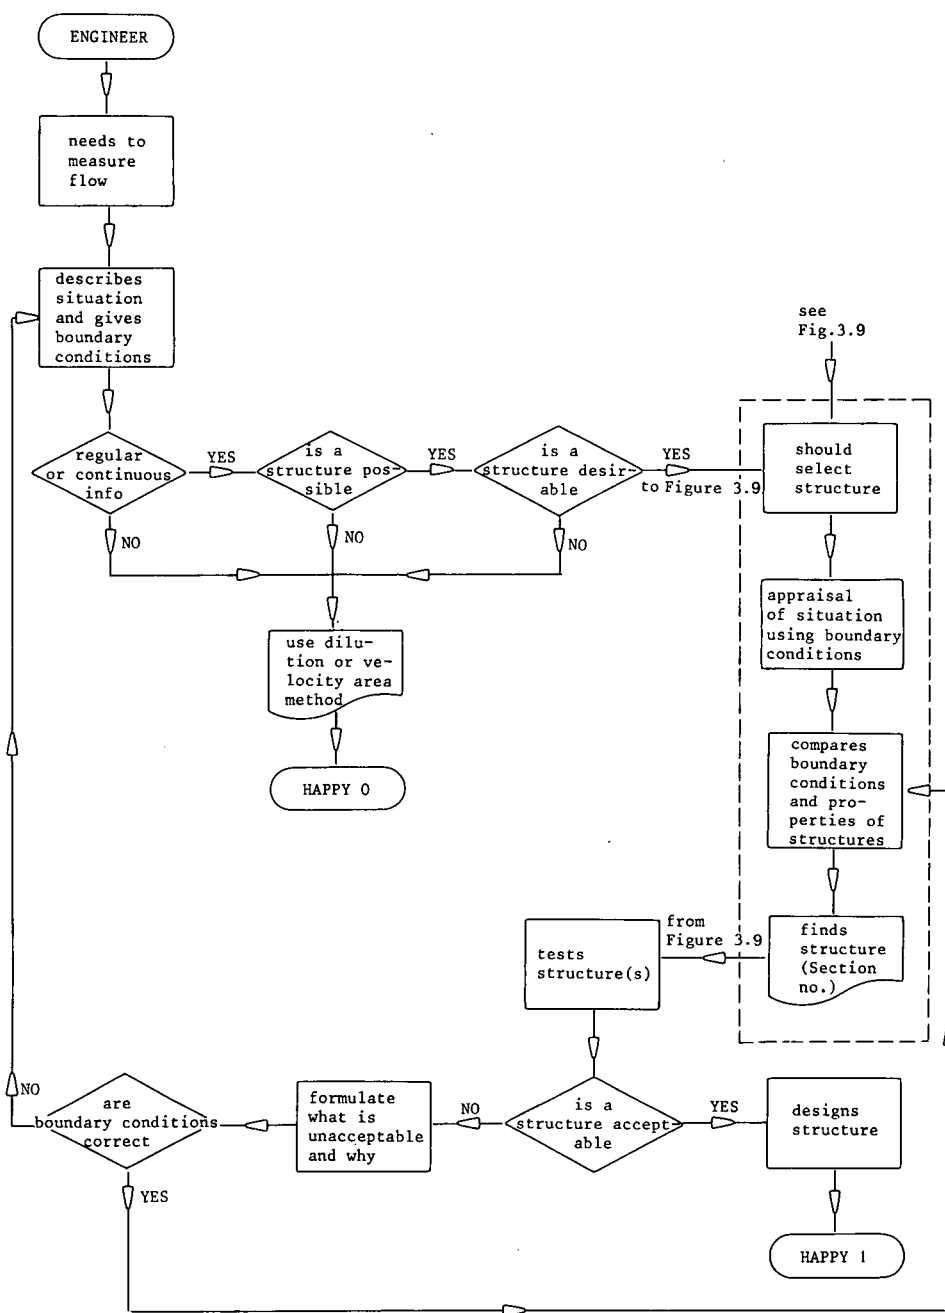 ENGINEER
needs to
measure
flow
describes
situation
and gives
boundary
conditions
see
Fig.3.9
regular
or continuous
info
YES
NO
is a
structure pos-
sible
YES
NO
is a
structure desir-
able
YES
to Figure 3.9
NO
should
select
structure
appraisal
of situation
using boundary
conditions
use dilu-
tion or ve-
locity area
method
HAPPY 0
compares
boundary
conditions
and pro-
perties of
structures
finds
structure
(Section
no.)
from
Figure 3.9
tests
structure(s)
is a
structure accept-
able
YES
designs
structure
HAPPY 1
NO
formulate
what is
unacceptable
and why
are
boundary conditions
correct
NO
YES